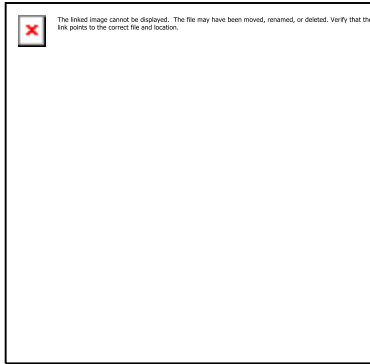 The linked image cannot be displayed. The file may have been moved, renamed, or deleted. Verify that the
link points to the correct file and location.